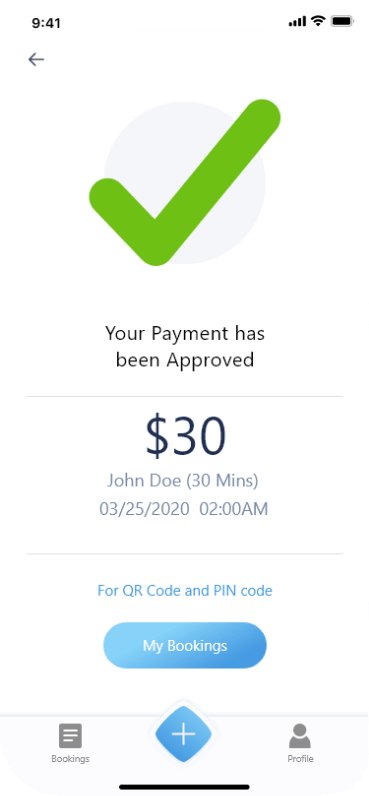 9:41
Your Payment has
been Approved
$30
John Doe (30 Mins)
03/25/2020 02:00AM
For QR Code and PIN code
My Bookings
Bookings
Profile